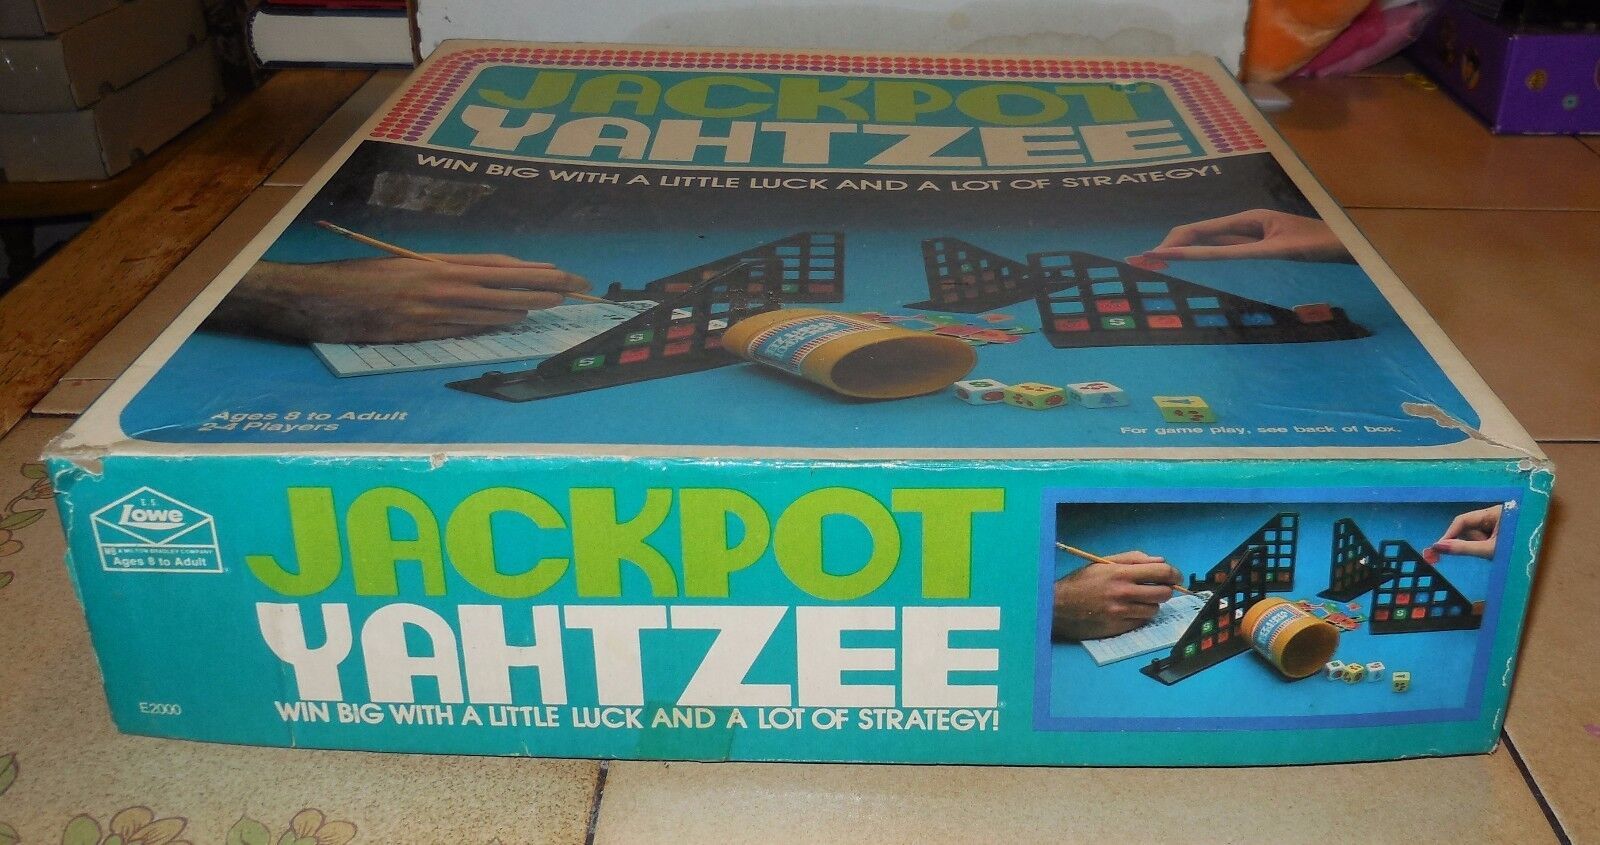 JACKPOT
YAHTZEE
WIN BIG WITH A LITTLE LUCK AND A LOT OF STRATEGY!
Ages 8 to Adult
2-4 Players
For game play, see back of box.
E.S.
Lowe
MB A MILTON BRADLEY COMPANY
Ages 8 to Adult
E2000
JACKPOT
YAHTZEE®
WIN BIG WITH A LITTLE LUCK AND A LOT OF STRATEGY!